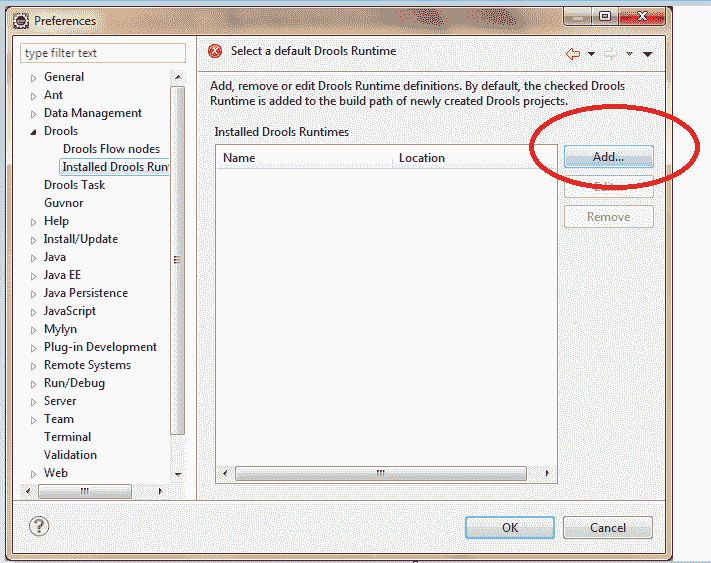 Preferences
type filter text
General
Ant
Data Management
Drools
Drools Flow nodes
Installed Drools Runt
Drools Task
Guvnor
Help
Install/Update
Java
Java EE
Java Persistence
JavaScript
Mylyn
Plug-in Development
Remote Systems
Run/Debug
Server
Team
Terminal
Validation
Web
Select a default Drools Runtime
Add, remove or edit Drools Runtime definitions. By default, the checked Drools
Runtime is added to the build path of newly created Drools projects.
Installed Drools Runtimes
Name Location
Add...
Edit...
Remove
?
OK Cancel